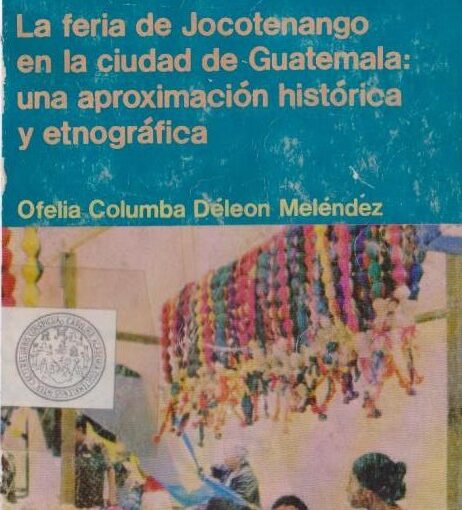 La feria de Jocotenango
en la ciudad de Guatemala:
una aproximación histórica
y etnográfica
Ofelia Columba Déleon Meléndez